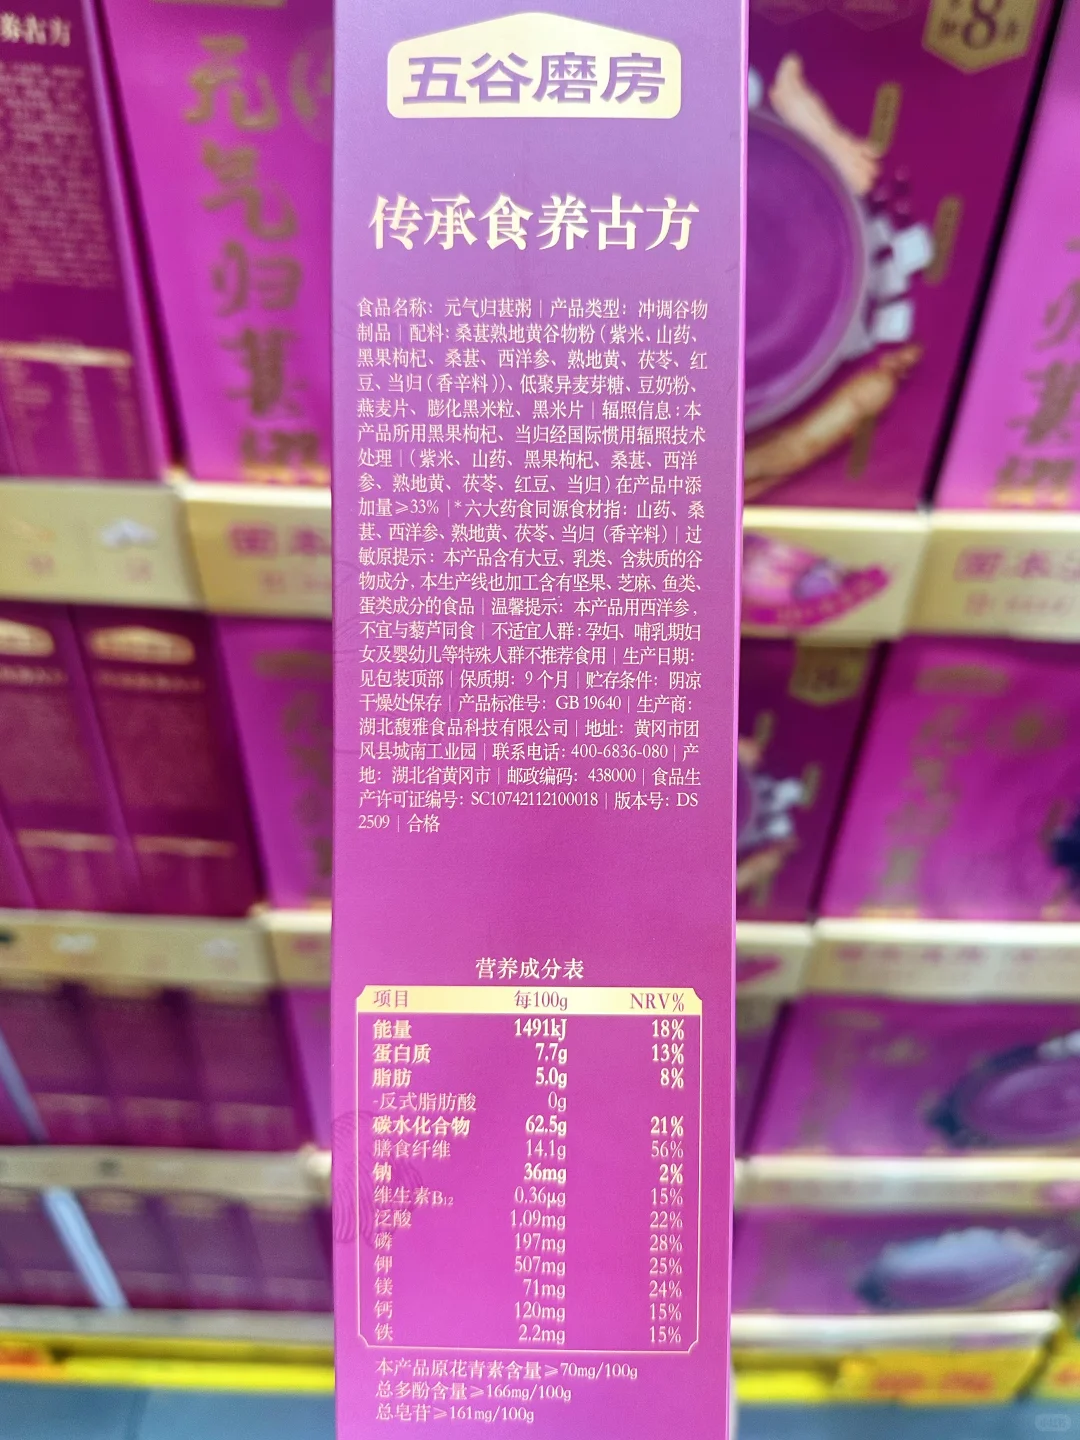 五谷磨房
传承食养古方
食品名称：元气归葚粥｜产品类型：冲调谷物
制品｜配料：桑葚熟地黄谷物粉（紫米、山药、
黑果枸杞、桑葚、西洋参、熟地黄、茯苓、红
豆、当归（香辛料））、低聚异麦芽糖、豆奶粉、
燕麦片、膨化黑米粒、黑米片｜辐照信息：本
产品所用黑果枸杞、当归经国际惯用辐照技术
处理｜（紫米、山药、黑果枸杞、桑葚、西洋
参、熟地黄、茯苓、红豆、当归）在产品中添
加量≥33%｜*六大药食同源食材指：山药、桑
葚、西洋参、熟地黄、茯苓、当归（香辛料）｜过
敏原提示：本产品含有大豆、乳类、含麸质的谷
物成分，本生产线也加工含有坚果、芝麻、鱼类、
蛋类成分的食品｜温馨提示：本产品用西洋参，
不宜与藜芦同食｜不适宜人群：孕妇、哺乳期妇
女及婴幼儿等特殊人群不推荐食用｜生产日期：
见包装顶部｜保质期：9个月｜贮存条件：阴凉
干燥处保存｜产品标准号：GB 19640｜生产商：
湖北馥雅食品科技有限公司｜地址：黄冈市团
风县城南工业园｜联系电话：400-6836-080｜产
地：湖北省黄冈市｜邮政编码：438000｜食品生
产许可证编号：SC10742112100018｜版本号：DS
2509｜合格
营养成分表
项目 每100g NRV%
能量 1491kJ 18%
蛋白质 7.7g 13%
脂肪 5.0g 8%
-反式脂肪酸 0g
碳水化合物 62.5g 21%
膳食纤维 14.1g 56%
钠 36mg 2%
维生素B₁₂ 0.36μg 15%
泛酸 1.09mg 22%
磷 197mg 28%
钾 507mg 25%
镁 71mg 24%
钙 120mg 15%
铁 2.2mg 15%
本产品原花青素含量≥70mg/100g
总多酚含量≥166mg/100g
总皂苷≥161mg/100g
元气归葚粥
8